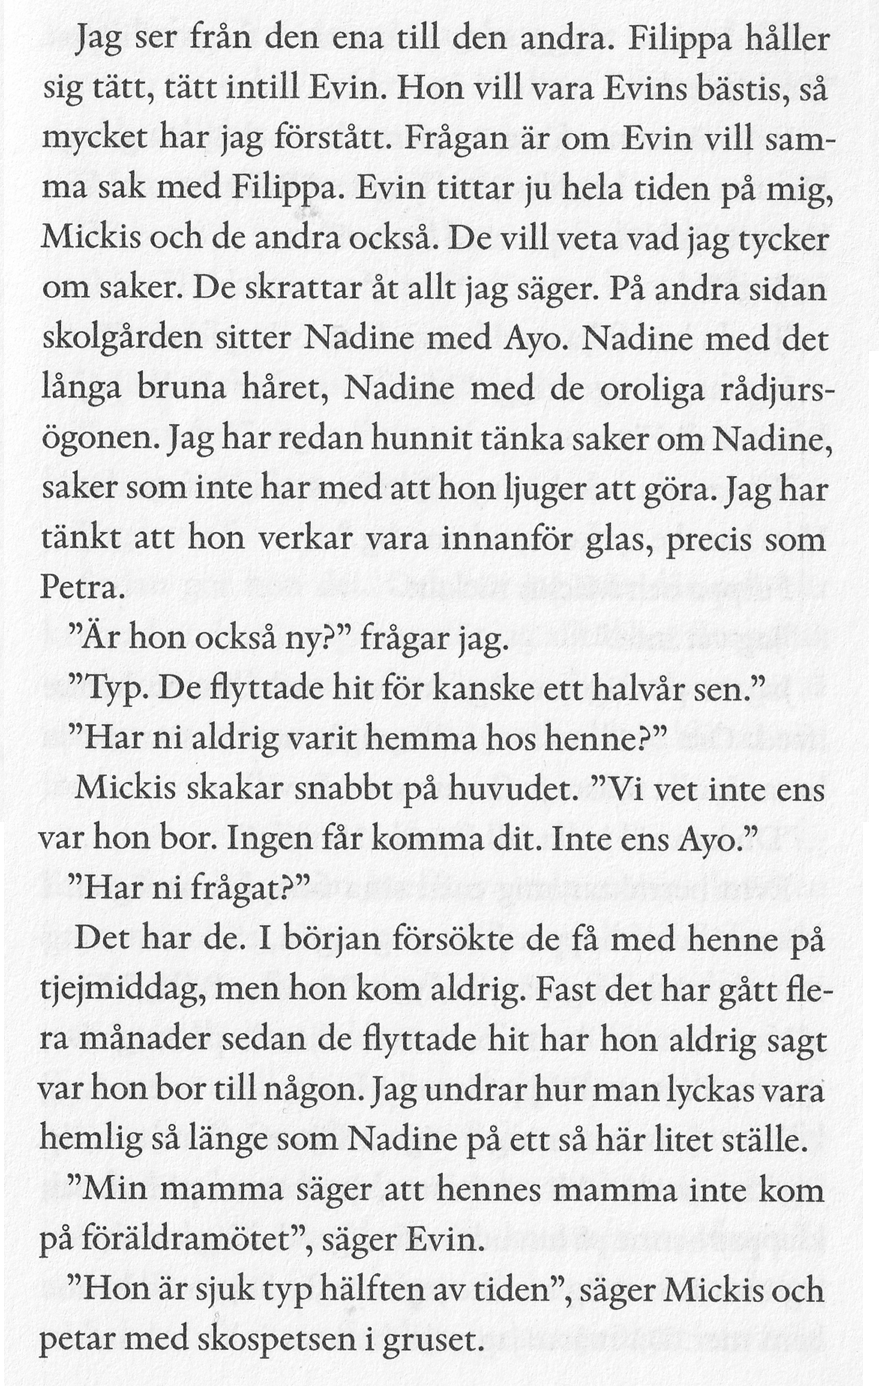 Jag ser från den ena till den andra. Filippa håller
sig tätt, tätt intill Evin. Hon vill vara Evins bästis, så
mycket har jag förstått. Frågan är om Evin vill sam-
ma sak med Filippa. Evin tittar ju hela tiden på mig,
Mickis och de andra också. De vill veta vad jag tycker
om saker. De skrattar åt allt jag säger. På andra sidan
skolgården sitter Nadine med Ayo. Nadine med det
långa bruna håret, Nadine med de oroliga rådjurs-
ögonen. Jag har redan hunnit tänka saker om Nadine,
saker som inte har med att hon ljuger att göra. Jag har
tänkt att hon verkar vara innanför glas, precis som
Petra.
”Är hon också ny?” frågar jag.
”Typ. De flyttade hit för kanske ett halvår sen.”
”Har ni aldrig varit hemma hos henne?”
Mickis skakar snabbt på huvudet. ”Vi vet inte ens
var hon bor. Ingen får komma dit. Inte ens Ayo.”
”Har ni frågat?”
Det har de. I början försökte de få med henne på
tjejmiddag, men hon kom aldrig. Fast det har gått fle-
ra månader sedan de flyttade hit har hon aldrig sagt
var hon bor till någon. Jag undrar hur man lyckas vara
hemlig så länge som Nadine på ett så här litet ställe.
”Min mamma säger att hennes mamma inte kom
på föräldramötet”, säger Evin.
”Hon är sjuk typ hälften av tiden”, säger Mickis och
petar med skospetsen i gruset.